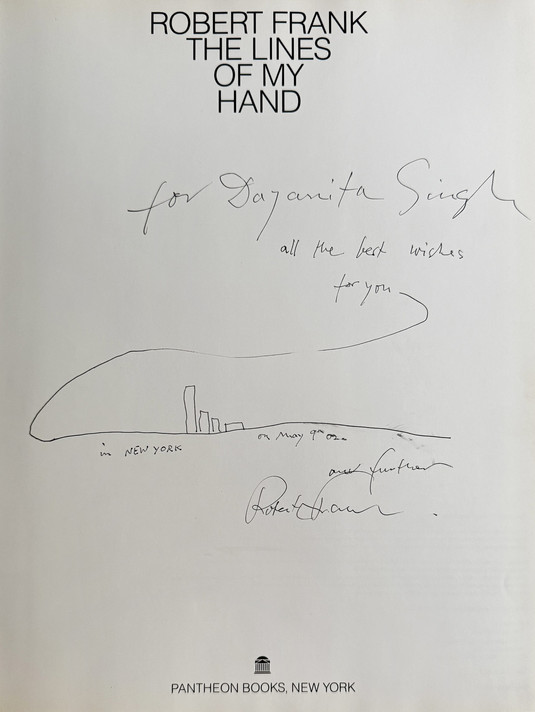 ROBERT FRANK
THE LINES
OF MY
HAND
for Dayanita Singh
all the best wishes
for you
in NEW YORK
on May 9th 02
and further
Robert Frank
PANTHEON BOOKS, NEW YORK